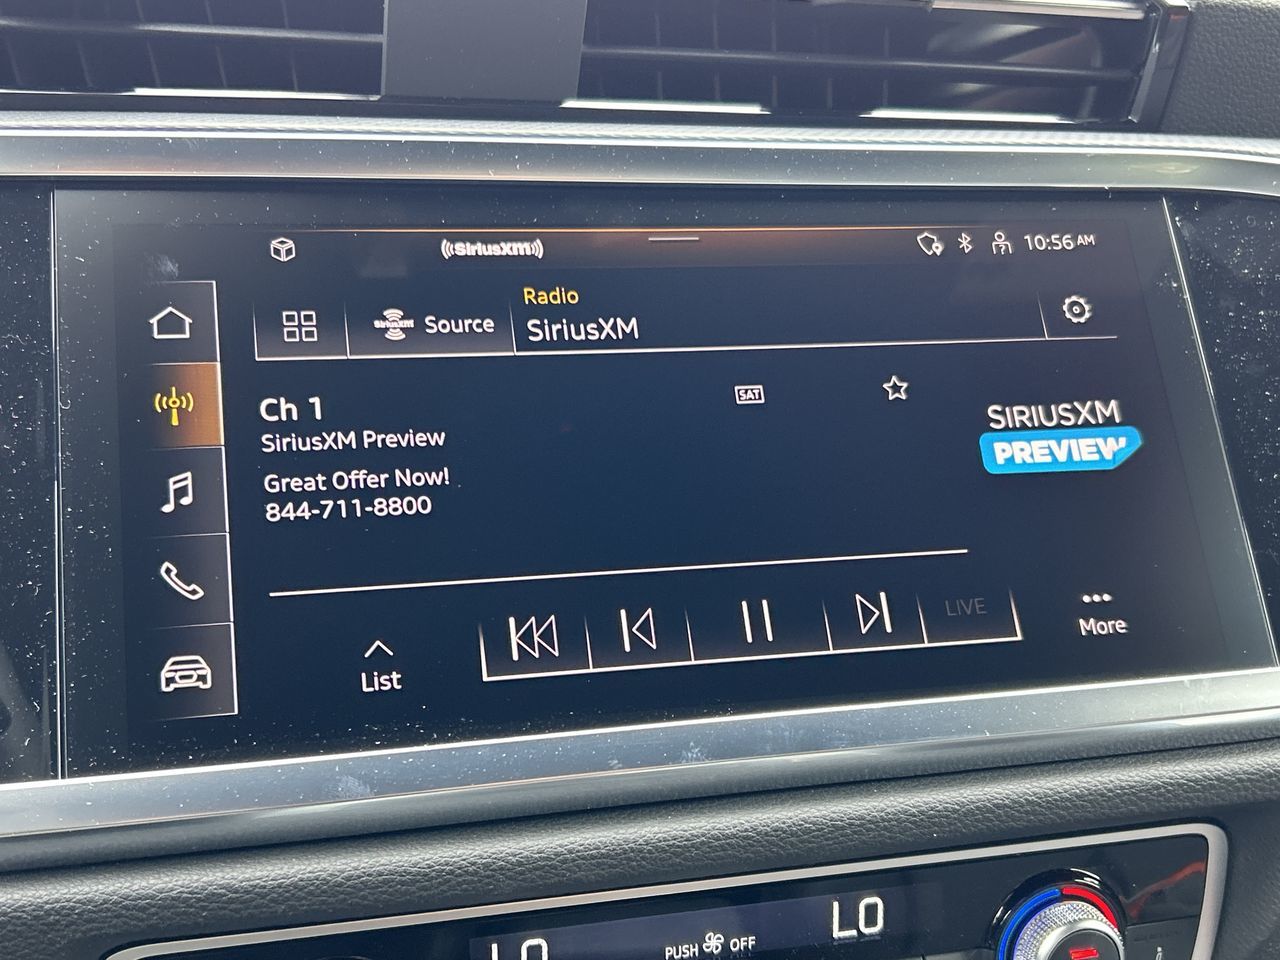 SiriusXM
10:56 AM
SiriusXM Source
Radio
SiriusXM
Ch 1
SiriusXM Preview
Great Offer Now!
844-711-8800
SAT
SIRIUSXM
PREVIEW
List
LIVE
More
LO
PUSH OFF
LO